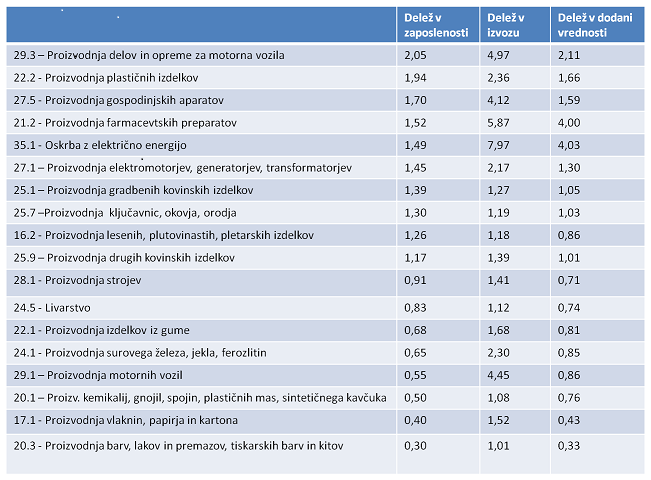 Delež v zaposlenosti Delež v izvozu Delež v dodani vrednosti
29.3 – Proizvodnja delov in opreme za motorna vozila 2,05 4,97 2,11
22.2 - Proizvodnja plastičnih izdelkov 1,94 2,36 1,66
27.5 - Proizvodnja gospodinjskih aparatov 1,70 4,12 1,59
21.2 - Proizvodnja farmacevtskih preparatov 1,52 5,87 4,00
35.1 - Oskrba z električno energijo 1,49 7,97 4,03
27.1 – Proizvodnja elektromotorjev, generatorjev, transformatorjev 1,45 2,17 1,30
25.1 – Proizvodnja gradbenih kovinskih izdelkov 1,39 1,27 1,05
25.7 –Proizvodnja ključavnic, okovja, orodja 1,30 1,19 1,03
16.2 - Proizvodnja lesenih, plutovinastih, pletarskih izdelkov 1,26 1,18 0,86
25.9 – Proizvodnja drugih kovinskih izdelkov 1,17 1,39 1,01
28.1 - Proizvodnja strojev 0,91 1,41 0,71
24.5 - Livarstvo 0,83 1,12 0,74
22.1 - Proizvodnja izdelkov iz gume 0,68 1,68 0,81
24.1 - Proizvodnja surovega železa, jekla, ferozlitin 0,65 2,30 0,85
29.1 – Proizvodnja motornih vozil 0,55 4,45 0,86
20.1 – Proizv. kemikalij, gnojil, spojin, plastičnih mas, sintetičnega kavčuka 0,50 1,08 0,76
17.1 - Proizvodnja vlaknin, papirja in kartona 0,40 1,52 0,43
20.3 - Proizvodnja barv, lakov in premazov, tiskarskih barv in kitov 0,30 1,01 0,33